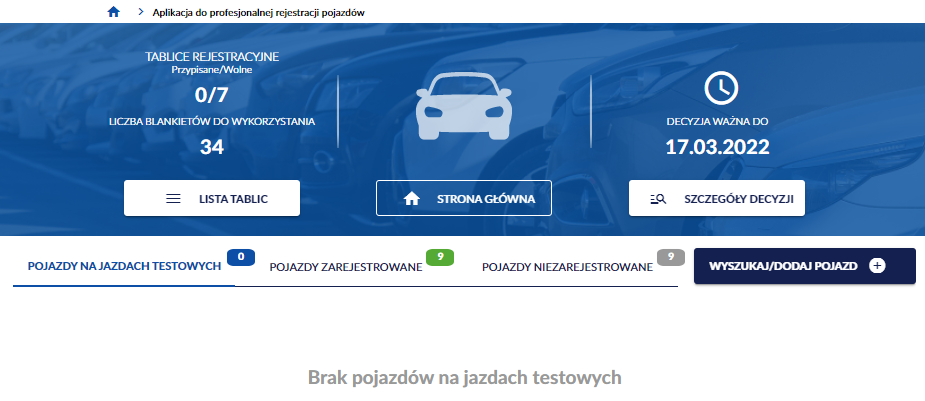 Aplikacja do profesjonalnej rejestracji pojazdów
TABLICE REJESTRACYJNE
Przypisane/Wolne
0/7
LICZBA BLANKIETÓW DO WYKORZYSTANIA
34
DECYZJA WAŻNA DO
17.03.2022
LISTA TABLIC
STRONA GŁÓWNA
SZCZEGÓŁY DECYZJI
POJAZDY NA JAZDACH TESTOWYCH 0
POJAZDY ZAREJESTROWANE 9
POJAZDY NIEZAREJESTROWANE 9
WYSZUKAJ/DODAJ POJAZD
Brak pojazdów na jazdach testowych